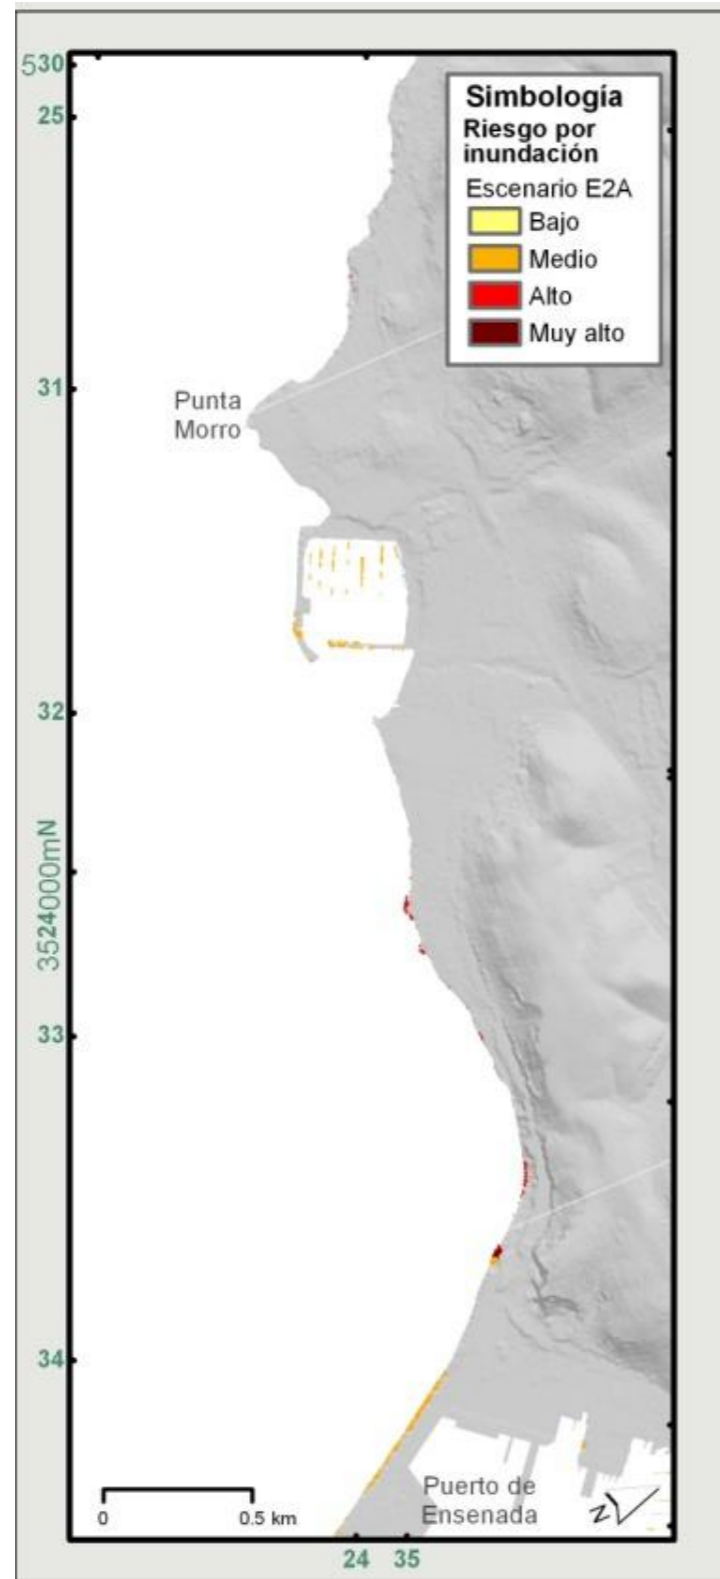 530
25
Simbología
Riesgo por
inundación
Escenario E2A
Bajo
Medio
Alto
Muy alto
31
Punta
Morro
32
3524000mN
33
34
Puerto de
Ensenada
N
0 0.5 km
24 35